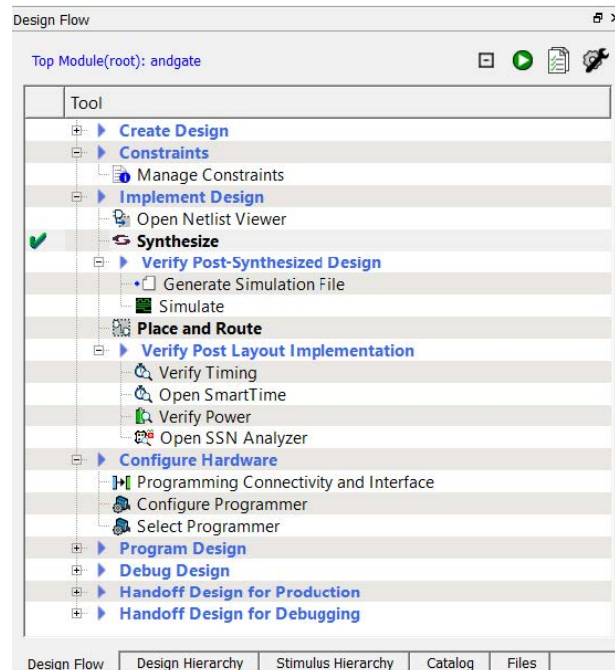 Design Flow
Top Module(root): andgate
Tool
Create Design
Constraints
Manage Constraints
Implement Design
Open Netlist Viewer
Synthesize
Verify Post-Synthesized Design
Generate Simulation File
Simulate
Place and Route
Verify Post Layout Implementation
Verify Timing
Open SmartTime
Verify Power
Open SSN Analyzer
Configure Hardware
Programming Connectivity and Interface
Configure Programmer
Select Programmer
Program Design
Debug Design
Handoff Design for Production
Handoff Design for Debugging
Design Flow Design Hierarchy Stimulus Hierarchy Catalog Files